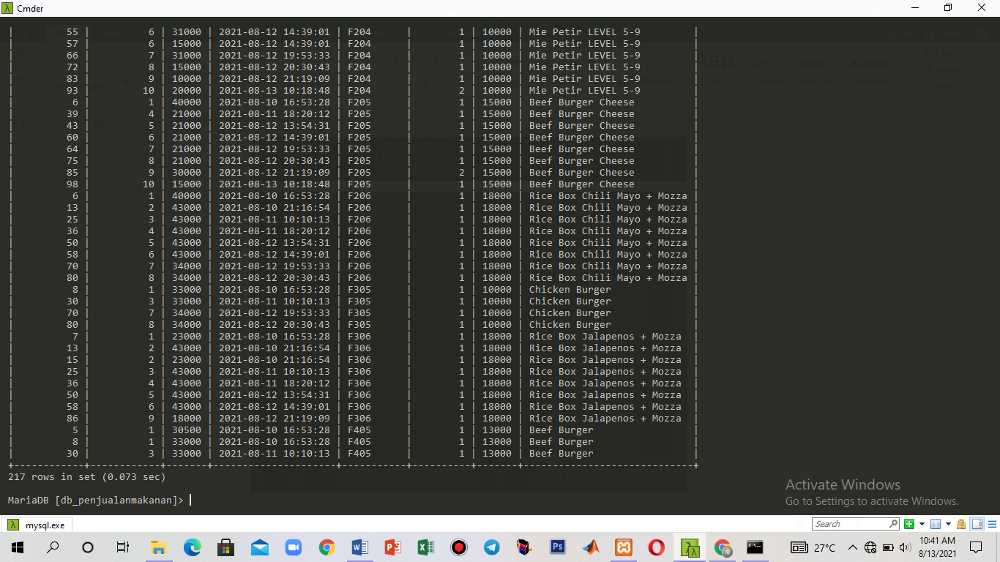 Cmder
| 55 | 6 | 31000 | 2021-08-12 14:39:01 | F204 | 1 | 10000 | Mie Petir LEVEL 5-9 |
| 57 | 6 | 15000 | 2021-08-12 14:39:01 | F204 | 1 | 10000 | Mie Petir LEVEL 5-9 |
| 66 | 7 | 31000 | 2021-08-12 19:53:33 | F204 | 1 | 10000 | Mie Petir LEVEL 5-9 |
| 72 | 8 | 15000 | 2021-08-12 20:30:43 | F204 | 1 | 10000 | Mie Petir LEVEL 5-9 |
| 83 | 9 | 10000 | 2021-08-12 21:19:09 | F204 | 1 | 10000 | Mie Petir LEVEL 5-9 |
| 93 | 10 | 20000 | 2021-08-13 10:18:48 | F204 | 2 | 10000 | Mie Petir LEVEL 5-9 |
| 6 | 1 | 40000 | 2021-08-10 16:53:28 | F205 | 1 | 15000 | Beef Burger Cheese |
| 39 | 4 | 21000 | 2021-08-11 18:20:12 | F205 | 1 | 15000 | Beef Burger Cheese |
| 43 | 5 | 21000 | 2021-08-12 13:54:31 | F205 | 1 | 15000 | Beef Burger Cheese |
| 60 | 6 | 21000 | 2021-08-12 14:39:01 | F205 | 1 | 15000 | Beef Burger Cheese |
| 64 | 7 | 21000 | 2021-08-12 19:53:33 | F205 | 1 | 15000 | Beef Burger Cheese |
| 75 | 8 | 21000 | 2021-08-12 20:30:43 | F205 | 1 | 15000 | Beef Burger Cheese |
| 85 | 9 | 30000 | 2021-08-12 21:19:09 | F205 | 2 | 15000 | Beef Burger Cheese |
| 98 | 10 | 15000 | 2021-08-13 10:18:48 | F205 | 1 | 15000 | Beef Burger Cheese |
| 6 | 1 | 40000 | 2021-08-10 16:53:28 | F206 | 1 | 18000 | Rice Box Chili Mayo + Mozza |
| 13 | 2 | 43000 | 2021-08-10 21:16:54 | F206 | 1 | 18000 | Rice Box Chili Mayo + Mozza |
| 25 | 3 | 43000 | 2021-08-11 10:10:13 | F206 | 1 | 18000 | Rice Box Chili Mayo + Mozza |
| 36 | 4 | 43000 | 2021-08-11 18:20:12 | F206 | 1 | 18000 | Rice Box Chili Mayo + Mozza |
| 50 | 5 | 43000 | 2021-08-12 13:54:31 | F206 | 1 | 18000 | Rice Box Chili Mayo + Mozza |
| 58 | 6 | 43000 | 2021-08-12 14:39:01 | F206 | 1 | 18000 | Rice Box Chili Mayo + Mozza |
| 70 | 7 | 34000 | 2021-08-12 19:53:33 | F206 | 1 | 18000 | Rice Box Chili Mayo + Mozza |
| 80 | 8 | 34000 | 2021-08-12 20:30:43 | F206 | 1 | 18000 | Rice Box Chili Mayo + Mozza |
| 8 | 1 | 33000 | 2021-08-10 16:53:28 | F305 | 1 | 10000 | Chicken Burger |
| 30 | 3 | 33000 | 2021-08-11 10:10:13 | F305 | 1 | 10000 | Chicken Burger |
| 70 | 7 | 34000 | 2021-08-12 19:53:33 | F305 | 1 | 10000 | Chicken Burger |
| 80 | 8 | 34000 | 2021-08-12 20:30:43 | F305 | 1 | 10000 | Chicken Burger |
| 7 | 1 | 23000 | 2021-08-10 16:53:28 | F306 | 1 | 18000 | Rice Box Jalapenos + Mozza |
| 13 | 2 | 43000 | 2021-08-10 21:16:54 | F306 | 1 | 18000 | Rice Box Jalapenos + Mozza |
| 15 | 2 | 23000 | 2021-08-10 21:16:54 | F306 | 1 | 18000 | Rice Box Jalapenos + Mozza |
| 25 | 3 | 43000 | 2021-08-11 10:10:13 | F306 | 1 | 18000 | Rice Box Jalapenos + Mozza |
| 36 | 4 | 43000 | 2021-08-11 18:20:12 | F306 | 1 | 18000 | Rice Box Jalapenos + Mozza |
| 50 | 5 | 43000 | 2021-08-12 13:54:31 | F306 | 1 | 18000 | Rice Box Jalapenos + Mozza |
| 58 | 6 | 43000 | 2021-08-12 14:39:01 | F306 | 1 | 18000 | Rice Box Jalapenos + Mozza |
| 86 | 9 | 18000 | 2021-08-12 21:19:09 | F306 | 1 | 18000 | Rice Box Jalapenos + Mozza |
| 5 | 1 | 30500 | 2021-08-10 16:53:28 | F405 | 1 | 13000 | Beef Burger |
| 8 | 1 | 33000 | 2021-08-10 16:53:28 | F405 | 1 | 13000 | Beef Burger |
| 30 | 3 | 33000 | 2021-08-11 10:10:13 | F405 | 1 | 13000 | Beef Burger |
+------------+------------+-------+---------------------+-----------+----------+-------+-----------------------------+
217 rows in set (0.073 sec)
MariaDB [db_penjualanmakanan]>
Activate Windows
Go to Settings to activate Windows.
mysql.exe
Search
27°C
10:41 AM
8/13/2021